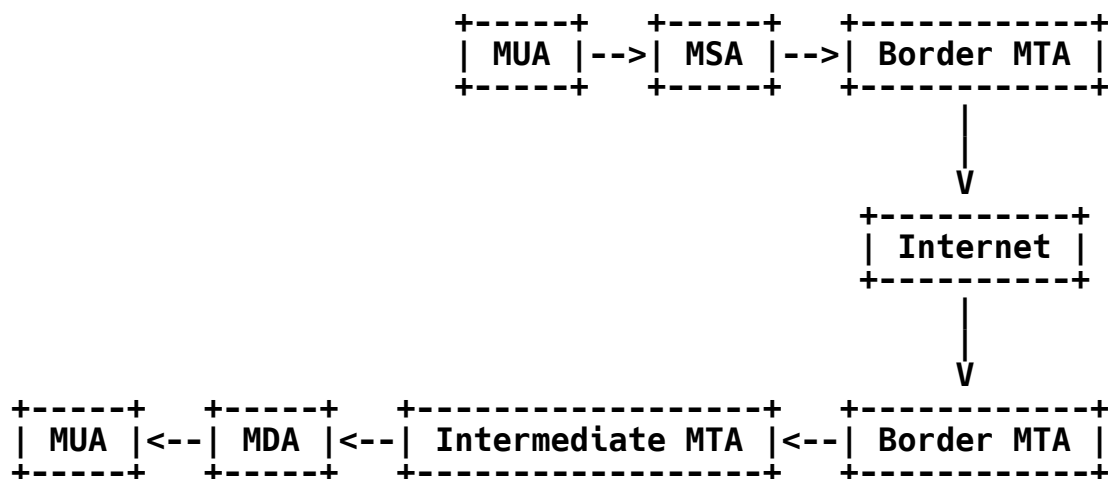 MUA MSA Border MTA
Internet
MUA MDA Intermediate MTA Border MTA